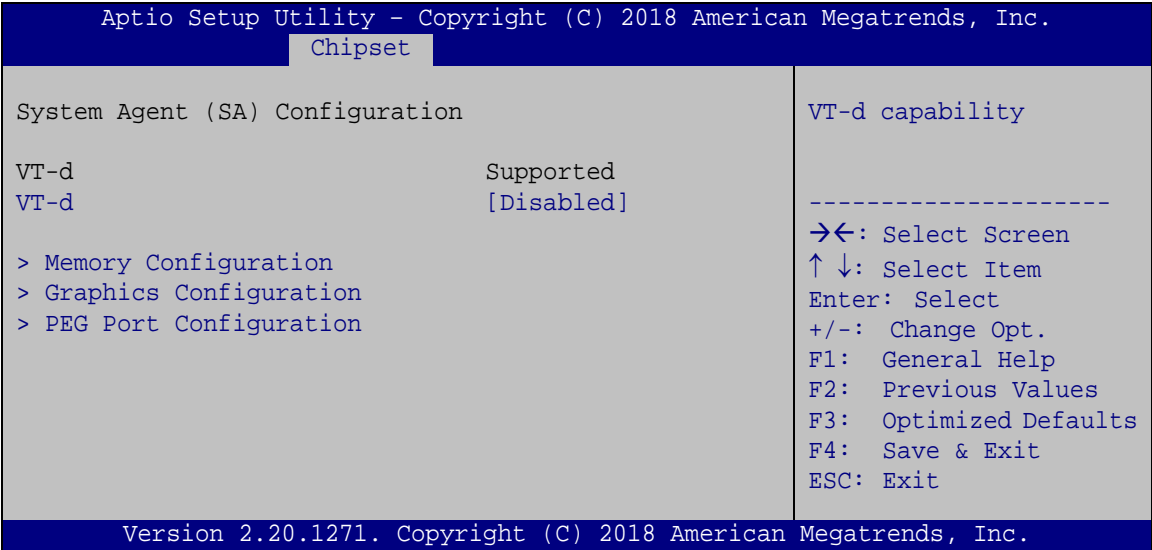 Aptio Setup Utility – Copyright (C) 2018 American Megatrends, Inc.
Chipset
System Agent (SA) Configuration
VT-d Supported
VT-d [Disabled]
> Memory Configuration
> Graphics Configuration
> PEG Port Configuration
VT-d capability
---------------------
→←: Select Screen
↑ ↓: Select Item
Enter: Select
+/-: Change Opt.
F1: General Help
F2: Previous Values
F3: Optimized Defaults
F4: Save & Exit
ESC: Exit
Version 2.20.1271. Copyright (C) 2018 American Megatrends, Inc.